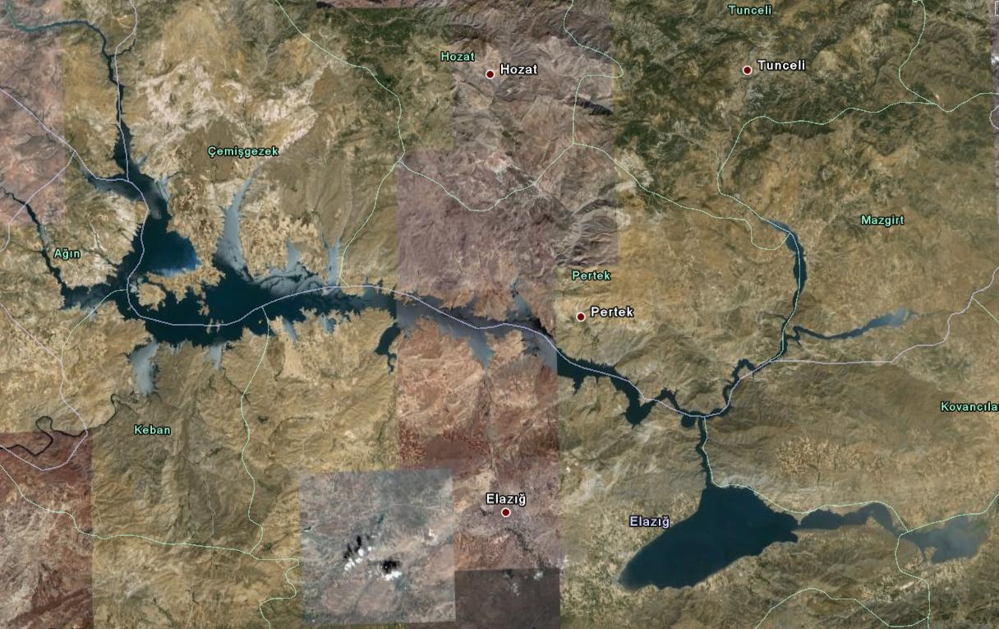 Tunceli
Hozat
Hozat
Tunceli
Çemişgezek
Mazgirt
Ağın
Pertek
Pertek
Kovancıla
Keban
Elazığ
Elazığ